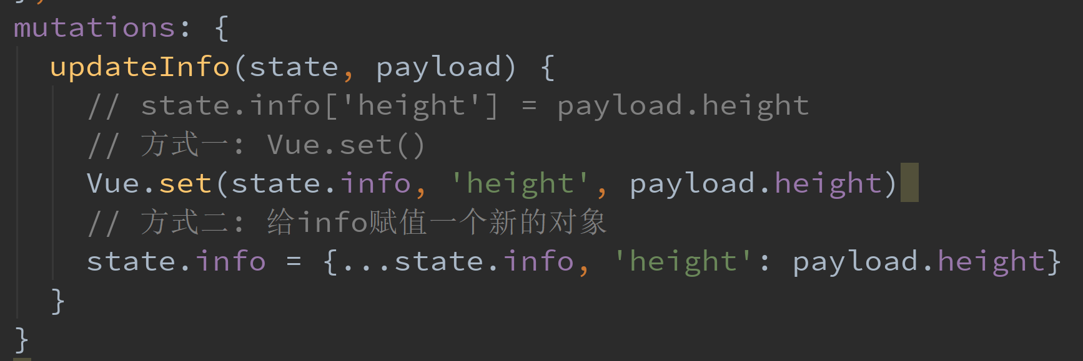 mutations: {
updateInfo(state, payload) {
// state.info['height'] = payload.height
// 方式一: Vue.set()
Vue.set(state.info, 'height', payload.height)
// 方式二: 给info赋值一个新的对象
state.info = {...state.info, 'height': payload.height}
}
}